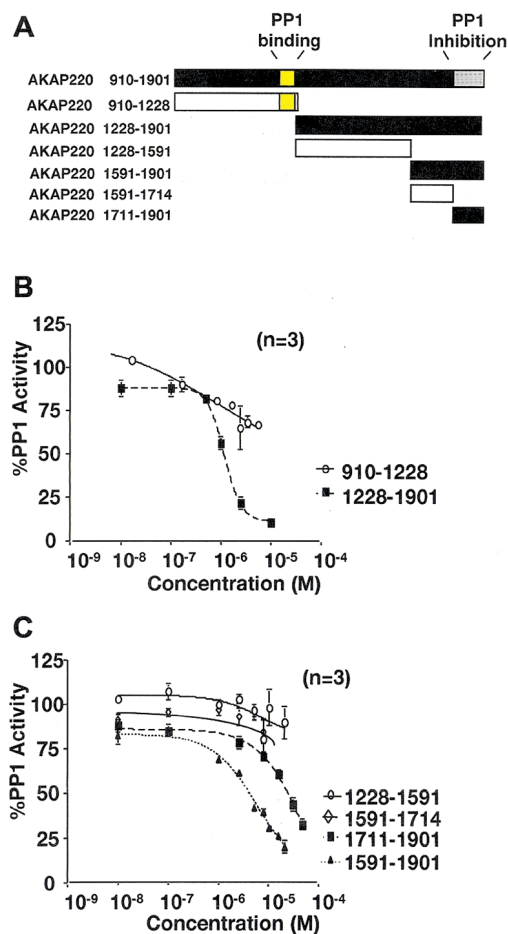 A
PP1 binding
PP1 Inhibition
AKAP220 910-1901
AKAP220 910-1228
AKAP220 1228-1901
AKAP220 1228-1591
AKAP220 1591-1901
AKAP220 1591-1714
AKAP220 1711-1901
B
125
100
75
50
25
0
%PP1 Activity
(n=3)
910-1228
1228-1901
10-9 10-8 10-7 10-6 10-5 10-4
Concentration (M)
C
125
100
75
50
25
0
%PP1 Activity
(n=3)
1228-1591
1591-1714
1711-1901
1591-1901
10-9 10-8 10-7 10-6 10-5 10-4
Concentration (M)